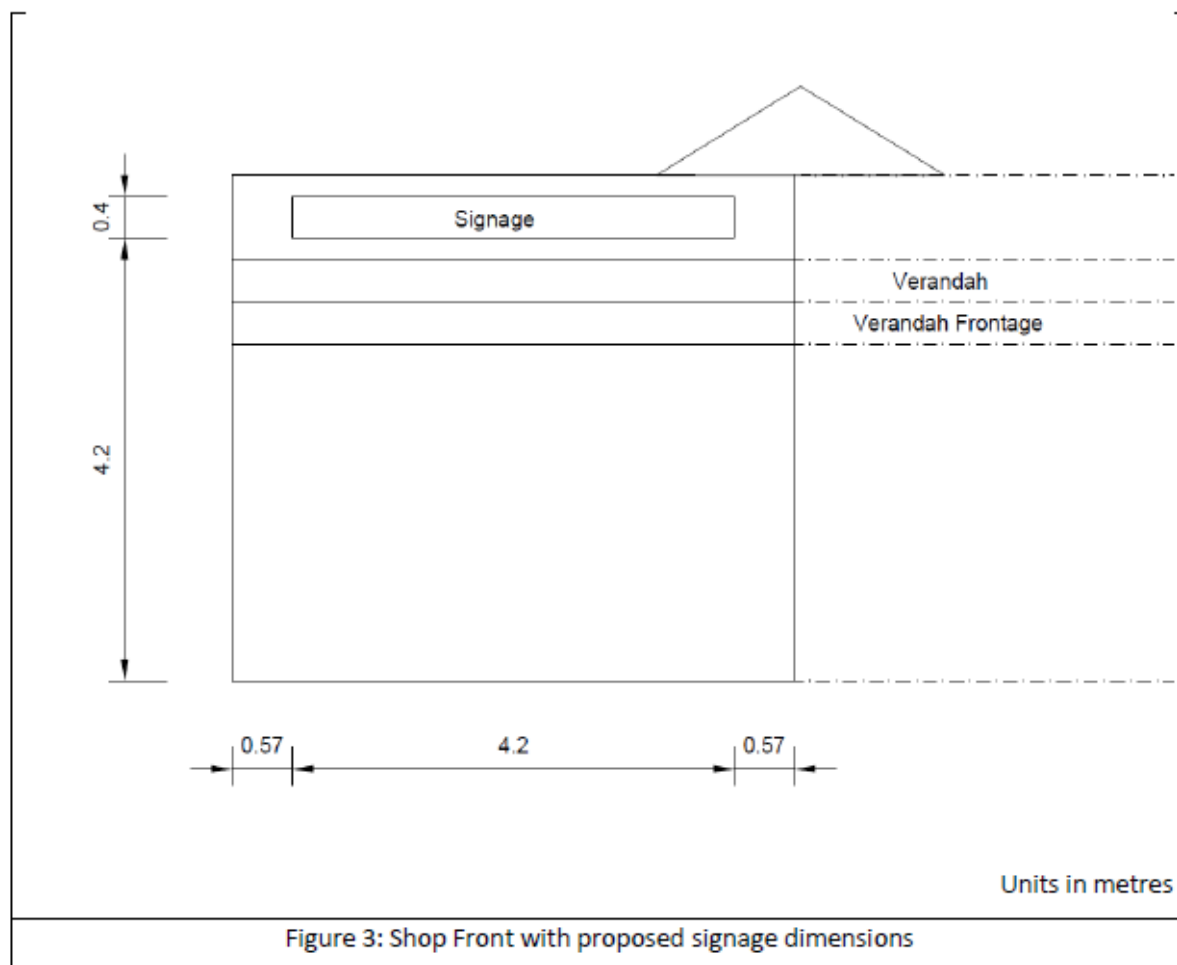 0.4
Signage
Verandah
Verandah Frontage
4.2
0.57
4.2
0.57
Units in metres
Figure 3: Shop Front with proposed signage dimensions